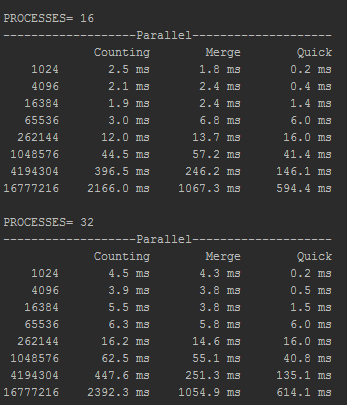 PROCESSES= 16
-------------------Parallel--------------------
Counting Merge Quick
1024 2.5 ms 1.8 ms 0.2 ms
4096 2.1 ms 2.4 ms 0.4 ms
16384 1.9 ms 2.4 ms 1.4 ms
65536 3.0 ms 6.8 ms 6.0 ms
262144 12.0 ms 13.7 ms 16.0 ms
1048576 44.5 ms 57.2 ms 41.4 ms
4194304 396.5 ms 246.2 ms 146.1 ms
16777216 2166.0 ms 1067.3 ms 594.4 ms
PROCESSES= 32
-------------------Parallel--------------------
Counting Merge Quick
1024 4.5 ms 4.3 ms 0.2 ms
4096 3.9 ms 3.8 ms 0.5 ms
16384 5.5 ms 3.8 ms 1.5 ms
65536 6.3 ms 5.8 ms 6.0 ms
262144 16.2 ms 14.6 ms 16.0 ms
1048576 62.5 ms 55.1 ms 40.8 ms
4194304 447.6 ms 251.3 ms 135.1 ms
16777216 2392.3 ms 1054.9 ms 614.1 ms